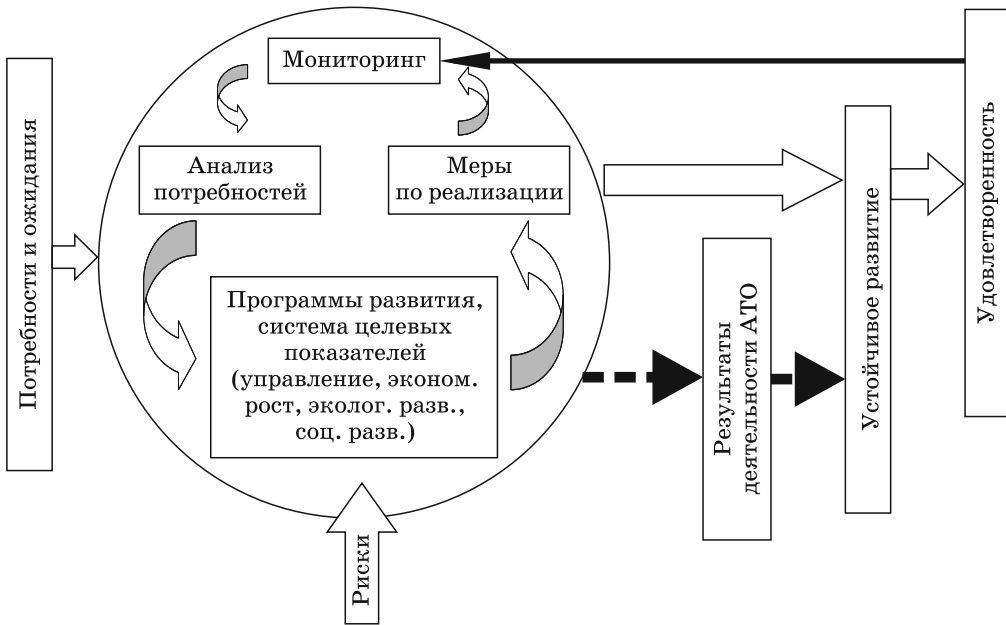 Потребности и ожидания
Мониторинг
Анализ
потребностей
Меры
по реализации
Программы развития,
система целевых
показателей
(управление, эконом.
рост, эколог. разв.,
соц. разв.)
Риски
Результаты
деятельности АТО
Устойчивое развитие
Удовлетворенность